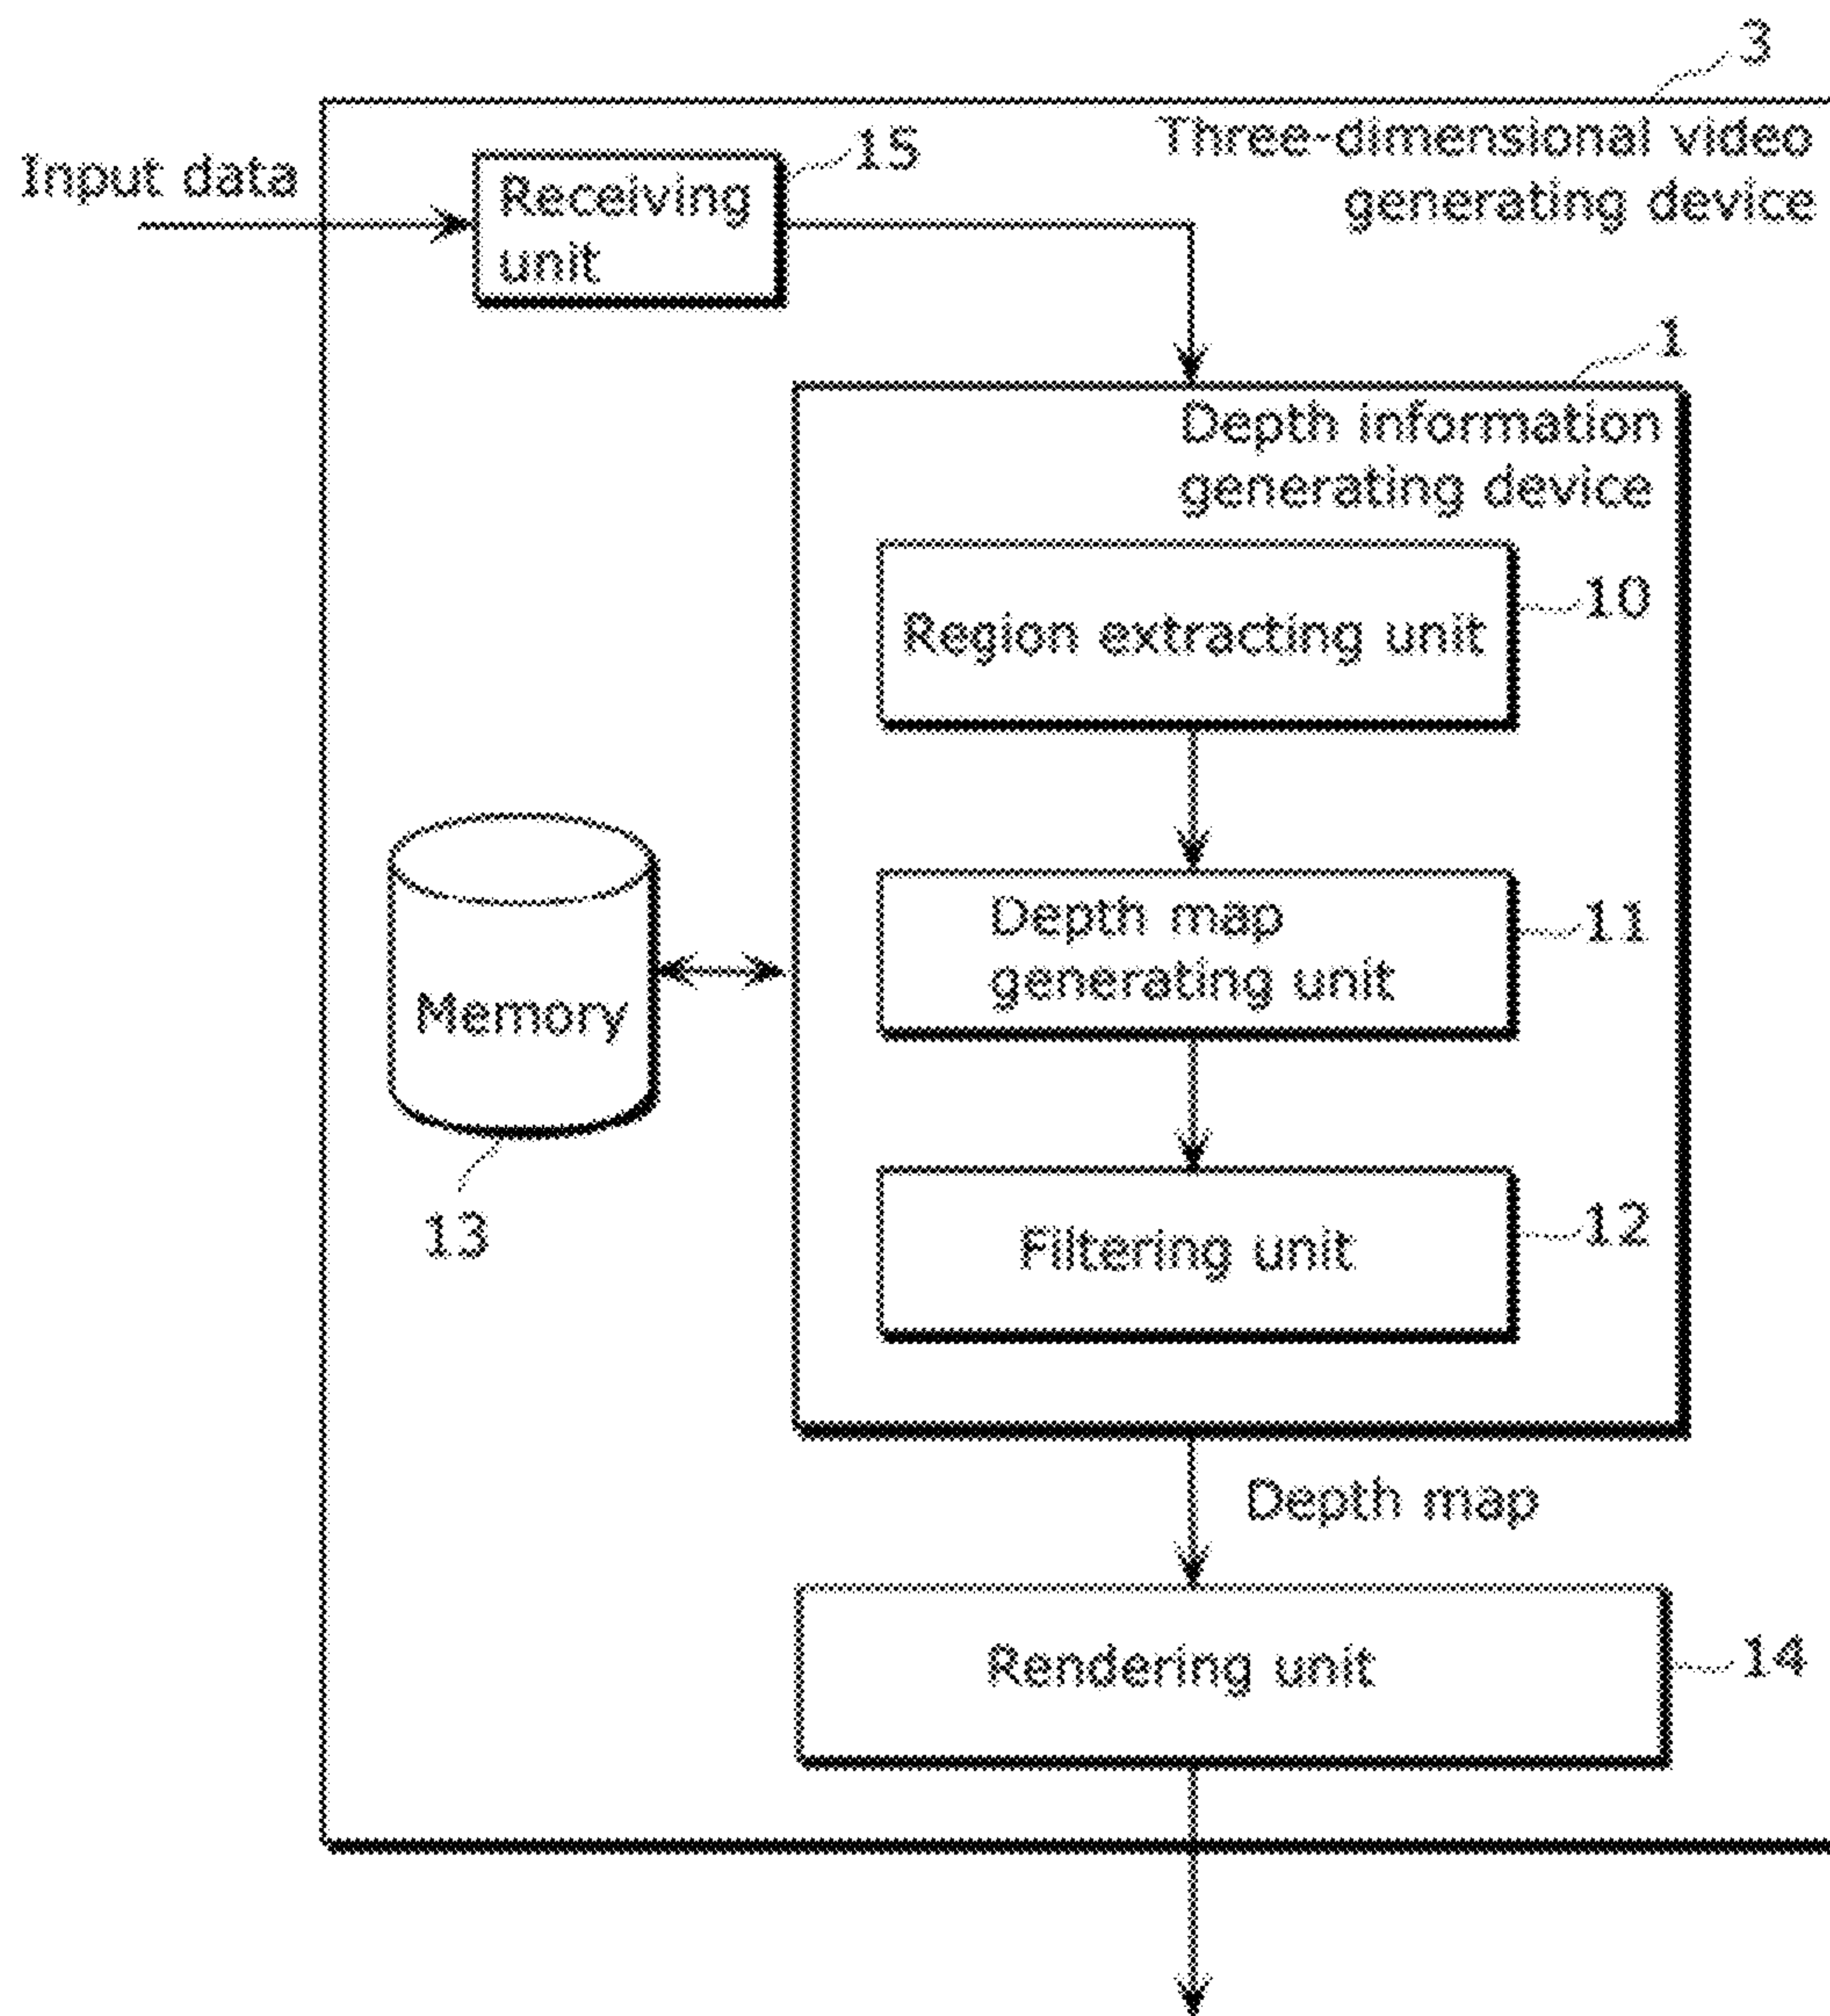 3
Three-dimensional video
generating device
Input data
15
Receiving
unit
1
Depth information
generating device
10
Region extracting unit
11
Depth map
generating unit
Memory
13
12
Filtering unit
Depth map
Rendering unit
14